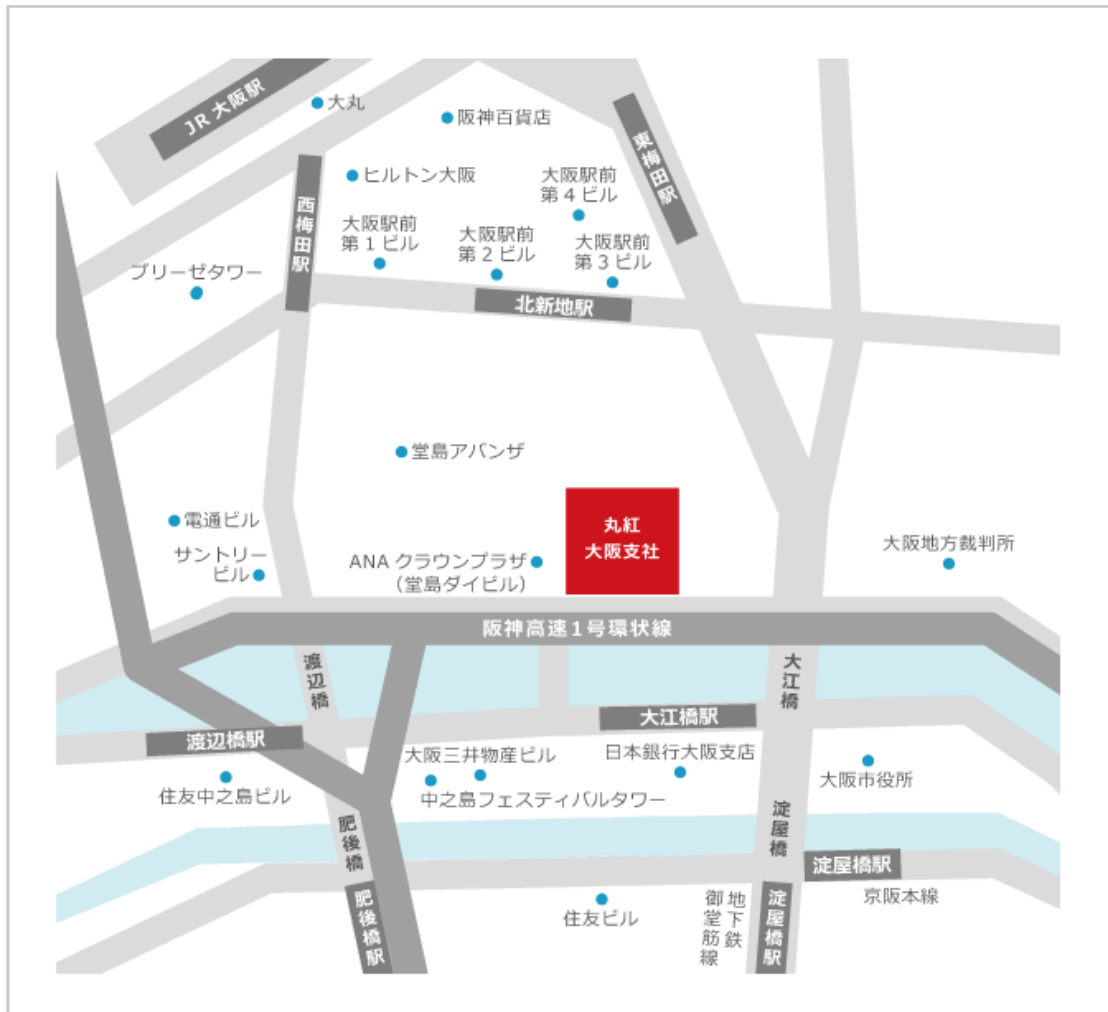 JR 大阪駅
大丸
阪神百貨店
東梅田駅
ヒルトン大阪
大阪駅前
第 4 ビル
西梅田駅
大阪駅前
第 1 ビル
大阪駅前
第 2 ビル
大阪駅前
第 3 ビル
ブリーゼタワー
北新地駅
堂島アバンザ
電通ビル
丸紅
大阪支社
サントリー
ビル
ANA クラウンプラザ
（堂島ダイビル）
大阪地方裁判所
阪神高速1号環状線
渡辺橋
大江橋
大江橋駅
渡辺橋駅
大阪三井物産ビル
日本銀行大阪支店
大阪市役所
住友中之島ビル
中之島フェスティバルタワー
肥後橋
淀屋橋
淀屋橋駅
京阪本線
肥後橋駅
住友ビル
地下鉄
御堂筋線
淀屋橋駅